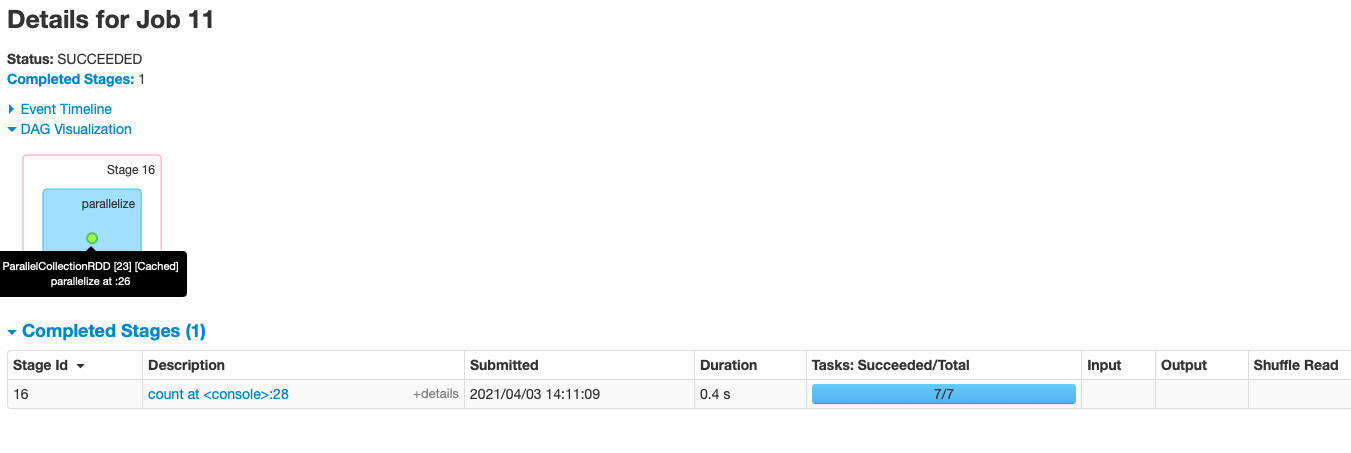 Details for Job 11
Status: SUCCEEDED
Completed Stages: 1
Event Timeline
DAG Visualization
Stage 16
parallelize
ParallelCollectionRDD [23] [Cached]
parallelize at :26
Completed Stages (1)
Stage Id Description Submitted Duration Tasks: Succeeded/Total Input Output Shuffle Read
16 count at <console>:28 +details 2021/04/03 14:11:09 0.4 s 7/7